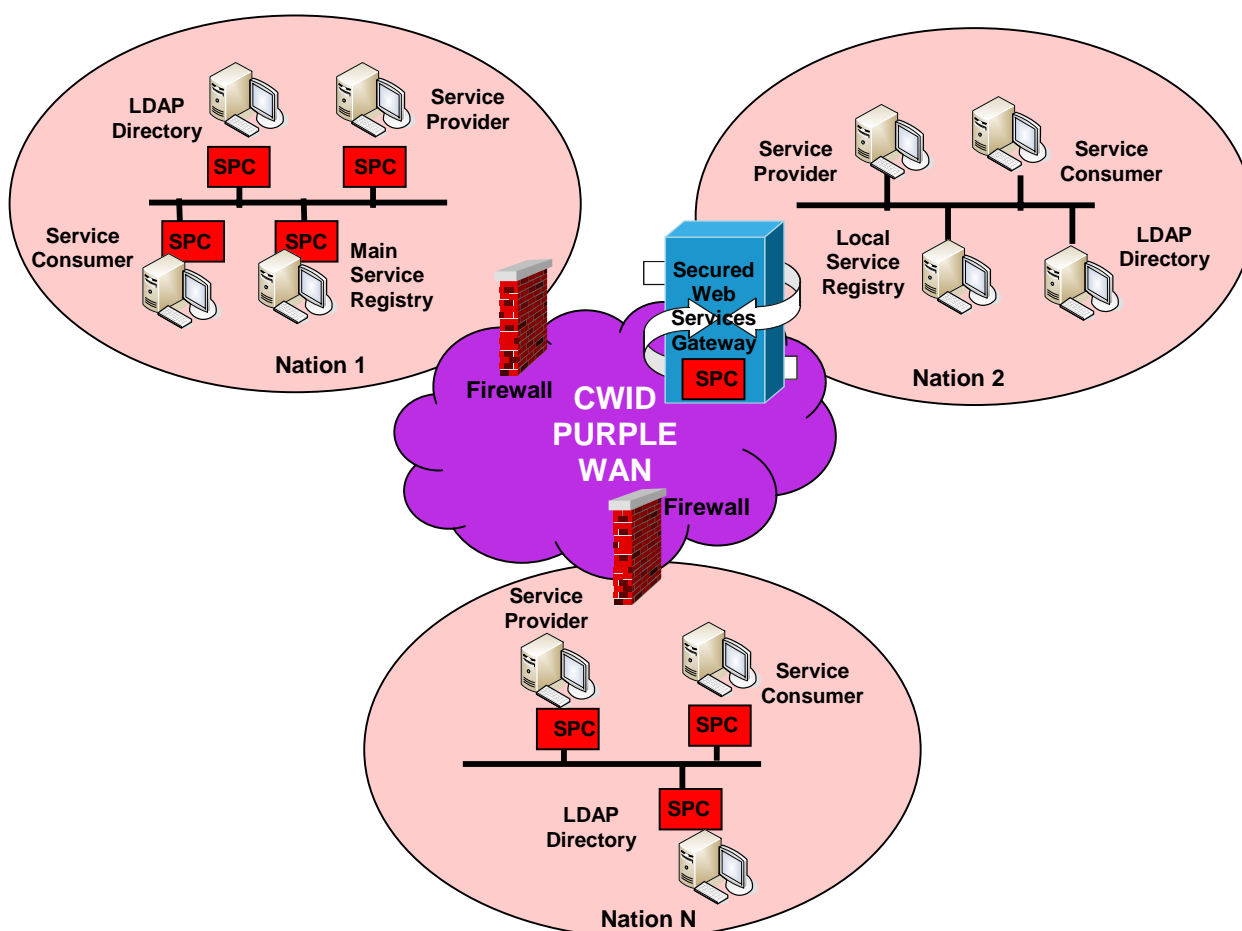 LDAP
Directory
Service
Provider
SPC
SPC
Service
Consumer
SPC
SPC
Main
Service
Registry
Nation 1
Firewall
Service
Provider
Service
Consumer
Local
Service
Registry
LDAP
Directory
Nation 2
Secured
Web
Services
Gateway
SPC
CWID
PURPLE
WAN
Firewall
Service
Provider
Service
Consumer
SPC
SPC
LDAP
Directory
SPC
Nation N